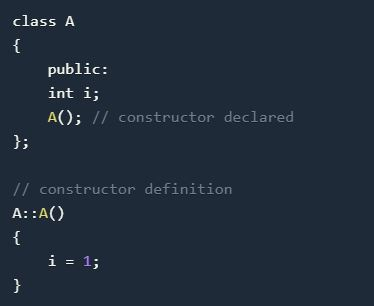 class A
{
    public:
    int i;
    A(); // constructor declared
};

// constructor definition
A::A()
{
    i = 1;
}